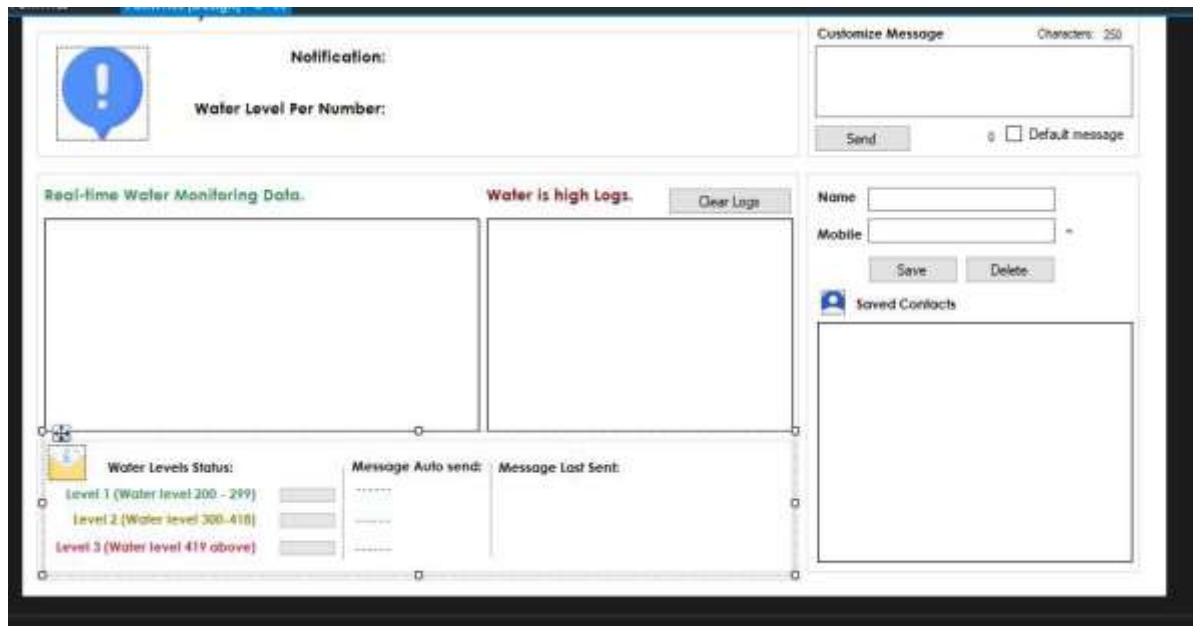 Notification:
Water Level Per Number:
Customize Message
Characters: 250
Send
0
Default message
Real-time Water Monitoring Data.
Water is high Logs.
Clear Logs
Name
Mobile
Save
Delete
Saved Contacts
Water Levels Status:
Message Auto send:
Message Last Sent:
Level 1 (Water level 200 - 299)
------
Level 2 (Water level 300-418)
------
Level 3 (Water level 419 above)
------